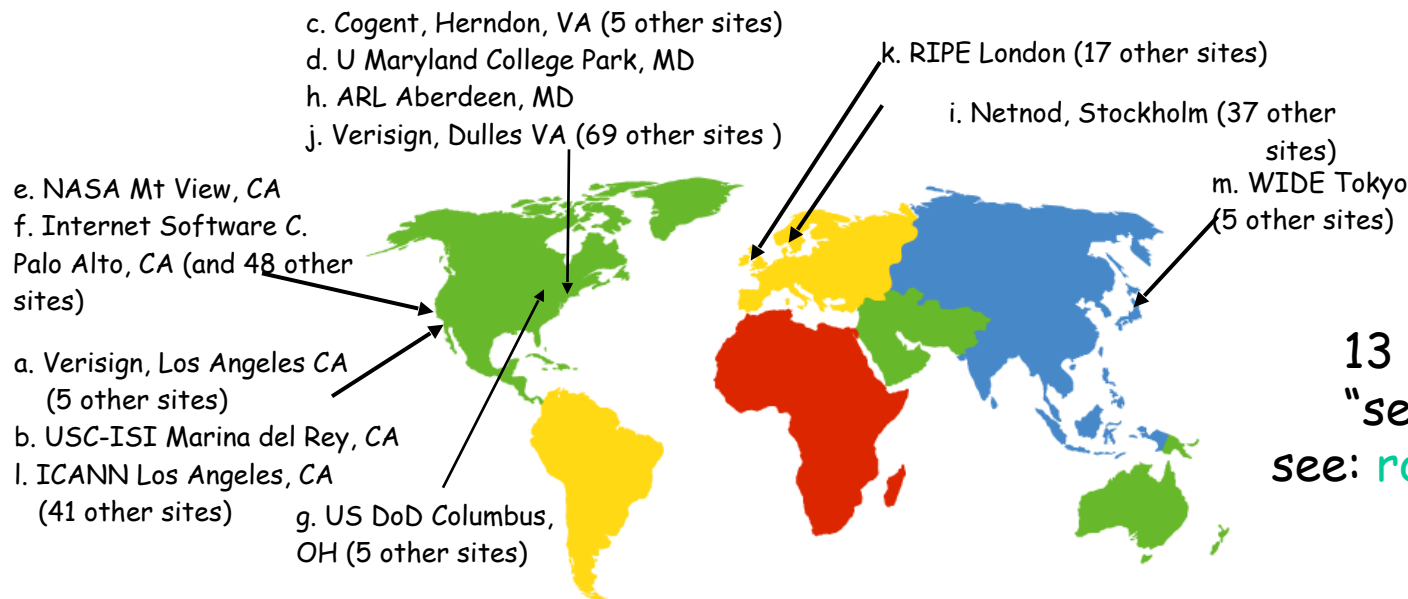 c. Cogent, Herndon, VA (5 other sites)
d. U Maryland College Park, MD
h. ARL Aberdeen, MD
j. Verisign, Dulles VA (69 other sites )
k. RIPE London (17 other sites)
i. Netnod, Stockholm (37 other
sites)
m. WIDE Tokyo
(5 other sites)
e. NASA Mt View, CA
f. Internet Software C.
Palo Alto, CA (and 48 other
sites)
a. Verisign, Los Angeles CA
(5 other sites)
b. USC-ISI Marina del Rey, CA
l. ICANN Los Angeles, CA
(41 other sites)
g. US DoD Columbus,
OH (5 other sites)
13
“se
see: